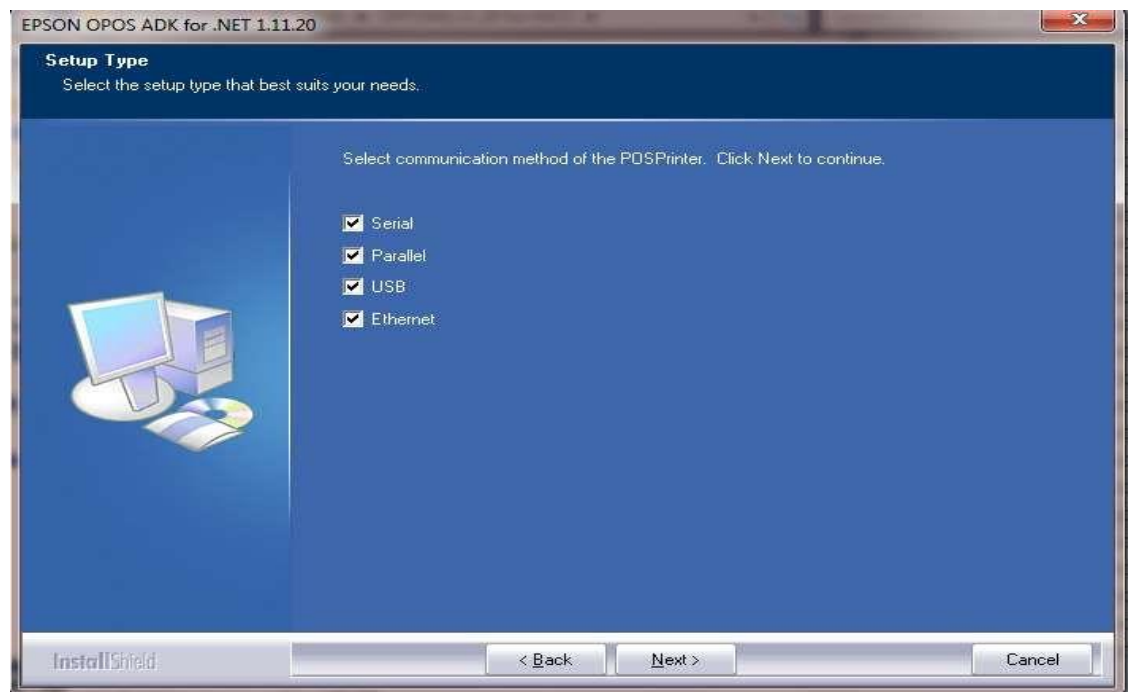 EPSON OPOS ADK for .NET 1.11.20
Setup Type
Select the setup type that best suits your needs.
Select communication method of the POSPrinter. Click Next to continue.
Serial
Parallel
USB
Ethernet
InstallShield
< Back
Next >
Cancel